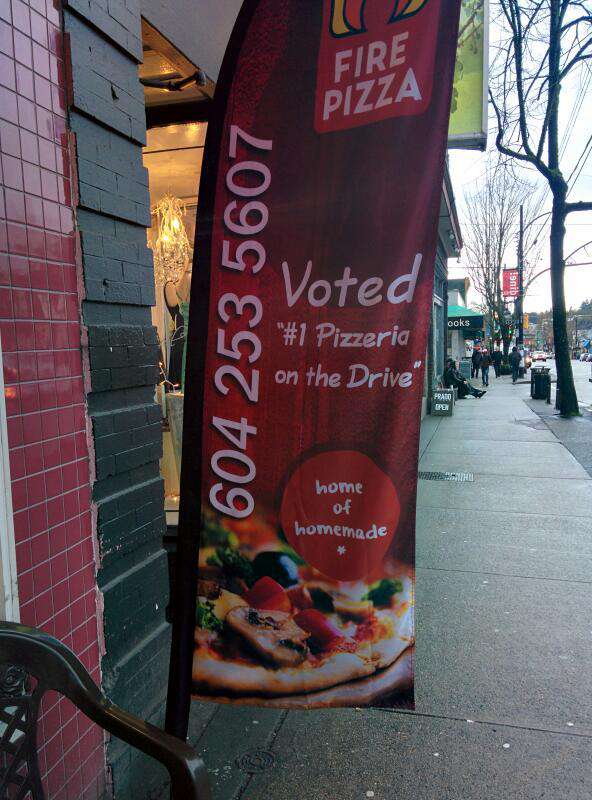 FIRE
PIZZA
604 253 5607
Voted
"#1 Pizzeria
on the Drive"
home
of
homemade
*
ooks
PRADO
OPEN